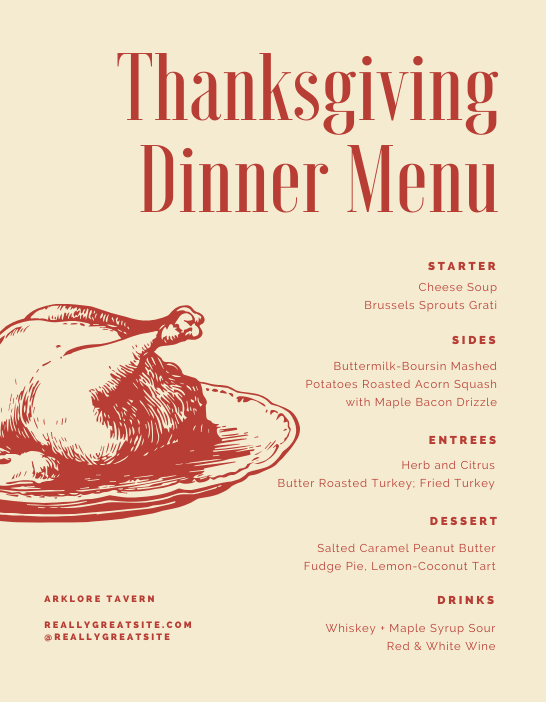 Thanksgiving
Dinner Menu
STARTER
Cheese Soup
Brussels Sprouts Grati
SIDES
Buttermilk-Boursin Mashed
Potatoes Roasted Acorn Squash
with Maple Bacon Drizzle
ENTREES
Herb and Citrus
Butter Roasted Turkey; Fried Turkey
DESSERT
Salted Caramel Peanut Butter
Fudge Pie, Lemon-Coconut Tart
DRINKS
Whiskey + Maple Syrup Sour
Red & White Wine
ARKLORE TAVERN
REALLYGREATSITE.COM
@REALLYGREATSITE